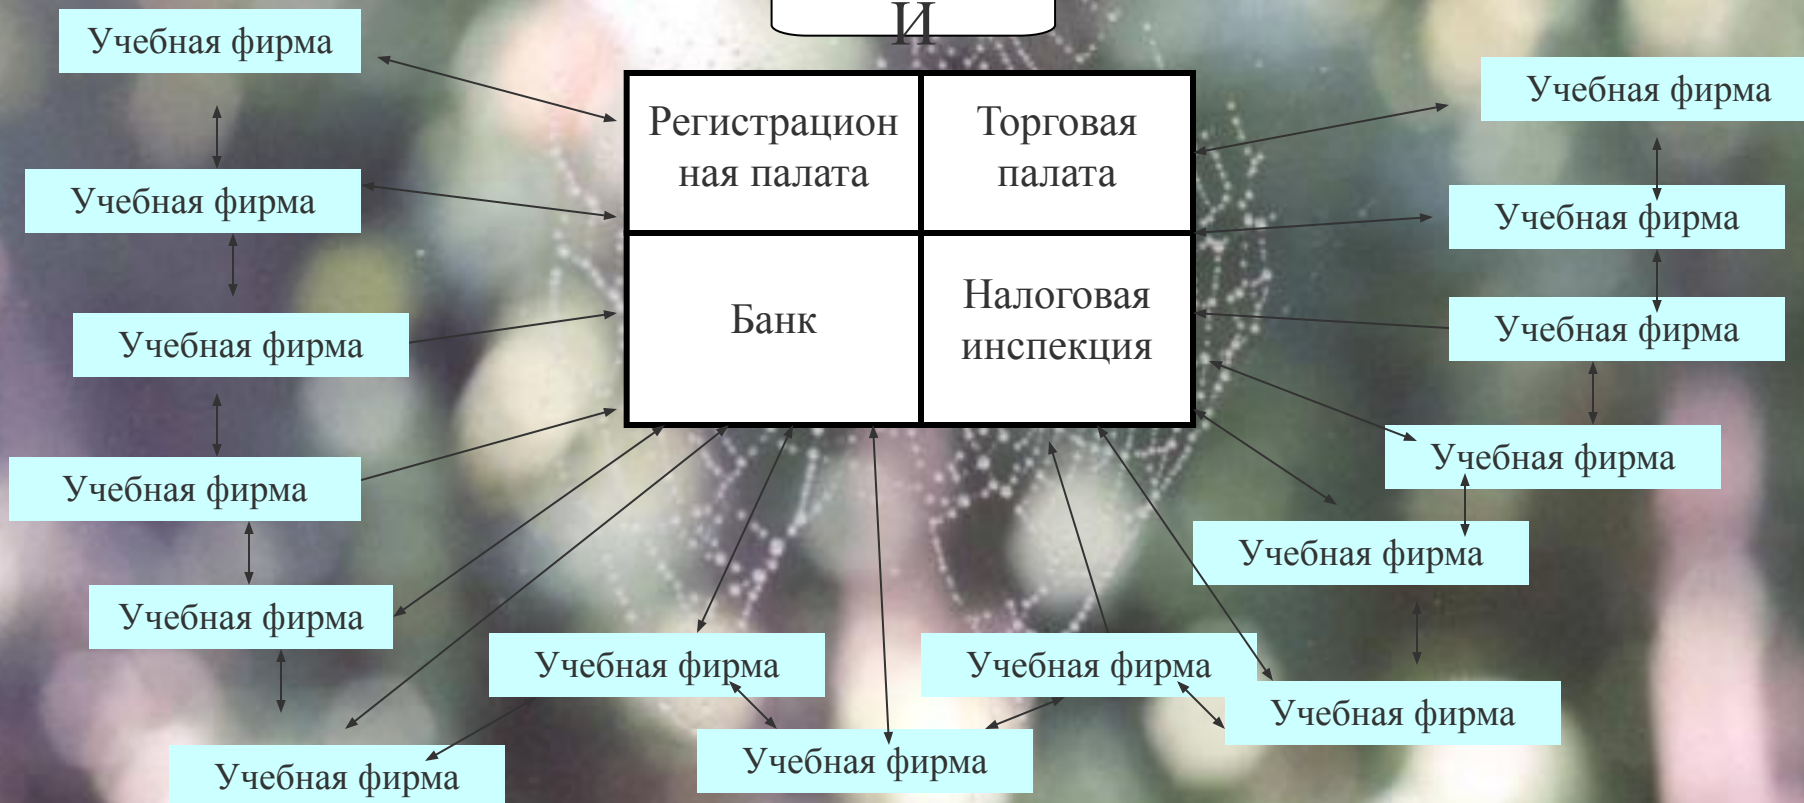 И
Учебная фирма
Регистрацион
ная палата
Торговая
палата
Учебная фирма
Учебная фирма
Учебная фирма
Банк
Налоговая
инспекция
Учебная фирма
Учебная фирма
Учебная фирма
Учебная фирма
Учебная фирма
Учебная фирма
Учебная фирма
Учебная фирма
Учебная фирма
Учебная фирма
Учебная фирма
Учебная фирма